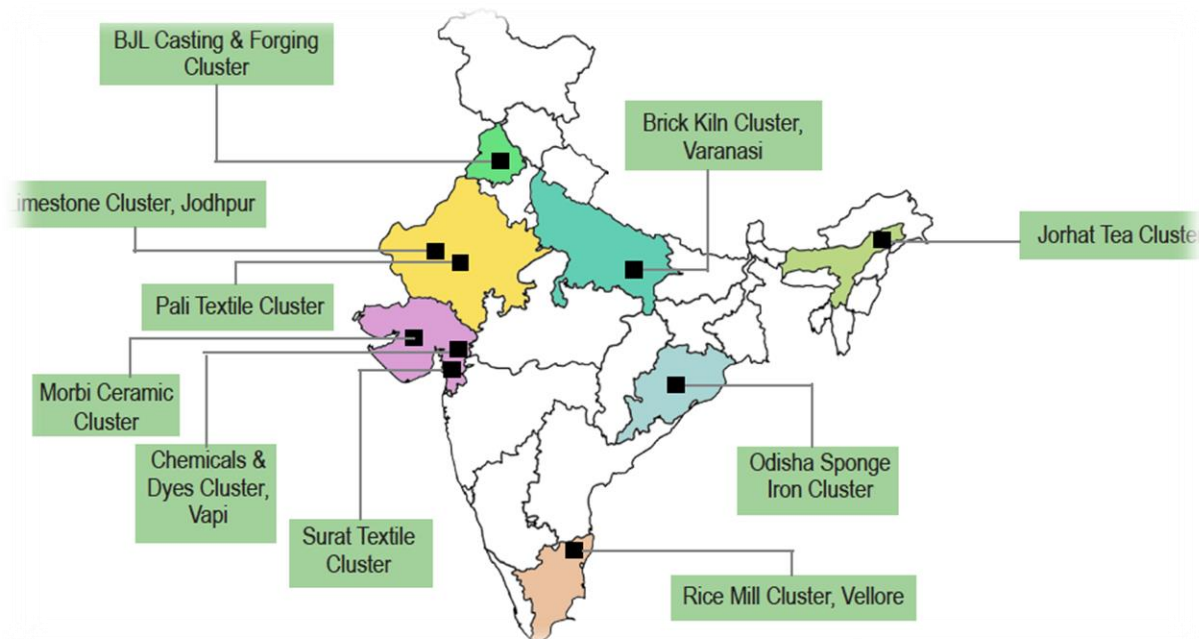 BJL Casting & Forging
Cluster
Brick Kiln Cluster,
Varanasi
imestone Cluster, Jodhpur
Jorhat Tea Cluster
Pali Textile Cluster
Morbi Ceramic
Cluster
Chemicals &
Dyes Cluster,
Vapi
Surat Textile
Cluster
Odisha Sponge
Iron Cluster
Rice Mill Cluster, Vellore